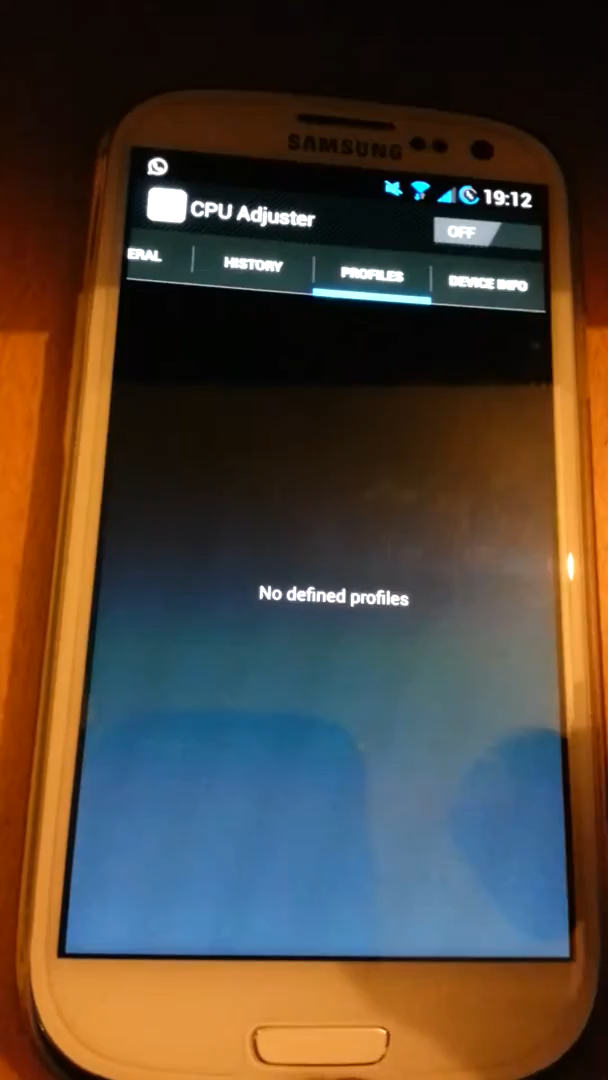 SAMSUNG
19:12
CPU Adjuster
OFF
ERAL
HISTORY
PROFILES
DEVICE INFO
No defined profiles